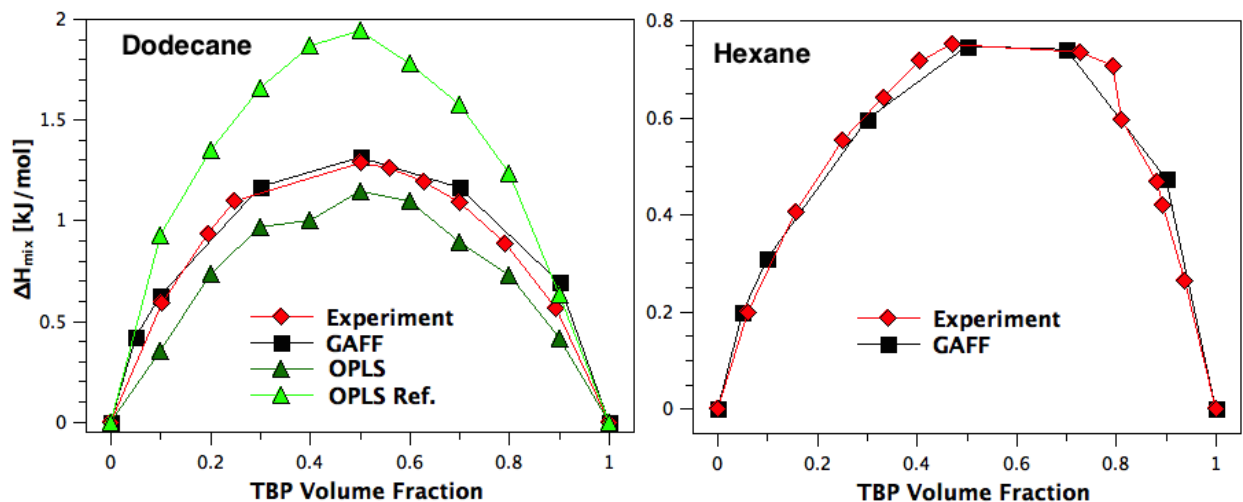 Dodecane
ΔHmix [kJ/mol]
2
1.5
1
0.5
0
Experiment
GAFF
OPLS
OPLS Ref.
0 0.2 0.4 0.6 0.8 1
TBP Volume Fraction
Hexane
0.8
0.6
0.4
0.2
0
Experiment
GAFF
0 0.2 0.4 0.6 0.8 1
TBP Volume Fraction